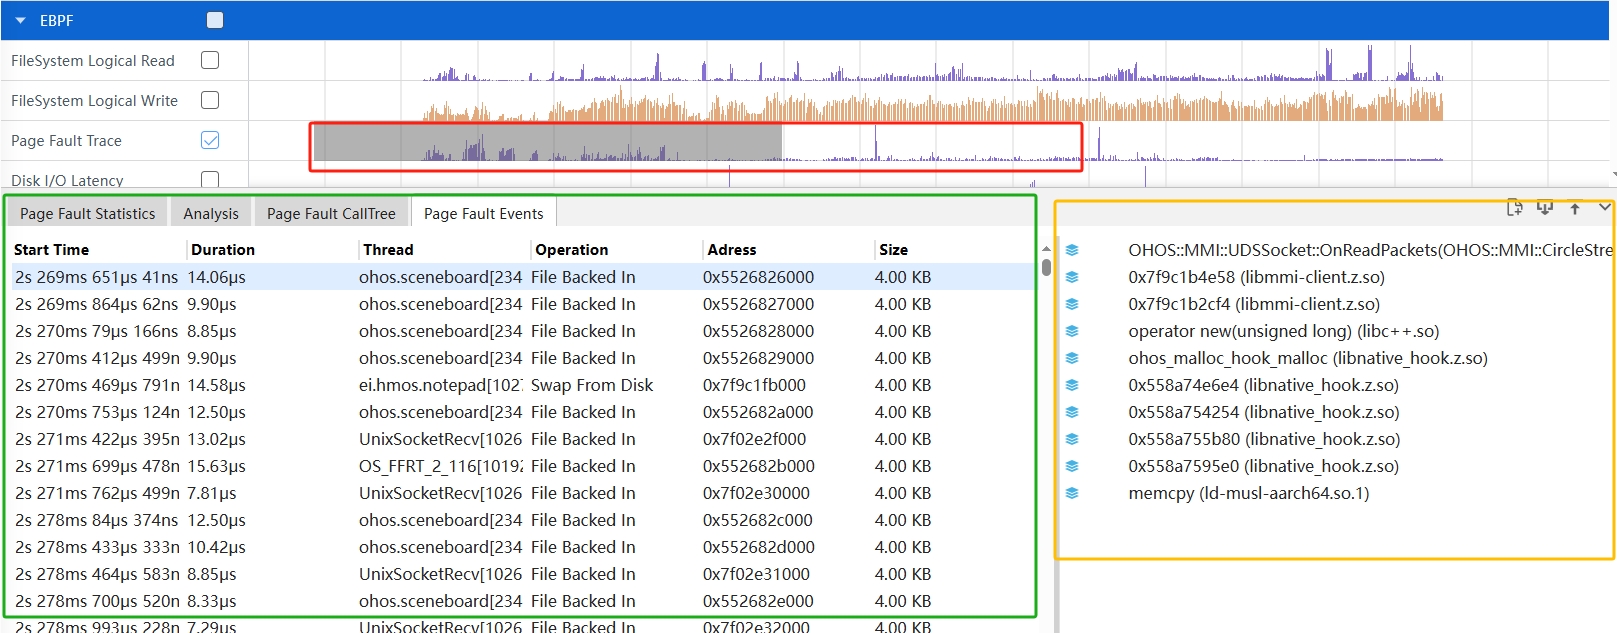 EBPF
FileSystem Logical Read
FileSystem Logical Write
Page Fault Trace
Disk I/O Latency
Page Fault Statistics Analysis Page Fault CallTree Page Fault Events
Start Time Duration Thread Operation Adress Size
2s 269ms 651μs 41ns 14.06μs ohos.sceneboard[234 File Backed In 0x5526826000 4.00 KB
2s 269ms 864μs 62ns 9.90μs ohos.sceneboard[234 File Backed In 0x5526827000 4.00 KB
2s 270ms 79μs 166ns 8.85μs ohos.sceneboard[234 File Backed In 0x5526828000 4.00 KB
2s 270ms 412μs 499n 9.90μs ohos.sceneboard[234 File Backed In 0x5526829000 4.00 KB
2s 270ms 469μs 791n 14.58μs ei.hmos.notepad[1027 Swap From Disk 0x7f9c1fb000 4.00 KB
2s 270ms 753μs 124n 12.50μs ohos.sceneboard[234 File Backed In 0x552682a000 4.00 KB
2s 271ms 422μs 395n 13.02μs UnixSocketRecv[1026 File Backed In 0x7f02e2f000 4.00 KB
2s 271ms 699μs 478n 15.63μs OS_FFRT_2_116[10192 File Backed In 0x552682b000 4.00 KB
2s 271ms 762μs 499n 7.81μs UnixSocketRecv[1026 File Backed In 0x7f02e30000 4.00 KB
2s 278ms 84μs 374ns 12.50μs ohos.sceneboard[234 File Backed In 0x552682c000 4.00 KB
2s 278ms 433μs 333n 10.42μs ohos.sceneboard[234 File Backed In 0x552682d000 4.00 KB
2s 278ms 464μs 583n 8.85μs UnixSocketRecv[1026 File Backed In 0x7f02e31000 4.00 KB
2s 278ms 700μs 520n 8.33μs ohos.sceneboard[234 File Backed In 0x552682e000 4.00 KB
2s 278ms 993μs 228n 7.29μs UnixSocketRecv[1026 File Backed In 0x7f02e32000 4.00 KB
OHOS::MMI::UDSSocket::OnReadPackets(OHOS::MMI::CircleStre
0x7f9c1b4e58 (libmmi-client.z.so)
0x7f9c1b2cf4 (libmmi-client.z.so)
operator new(unsigned long) (libc++.so)
ohos_malloc_hook_malloc (libnative_hook.z.so)
0x558a74e6e4 (libnative_hook.z.so)
0x558a754254 (libnative_hook.z.so)
0x558a755b80 (libnative_hook.z.so)
0x558a7595e0 (libnative_hook.z.so)
memcpy (ld-musl-aarch64.so.1)